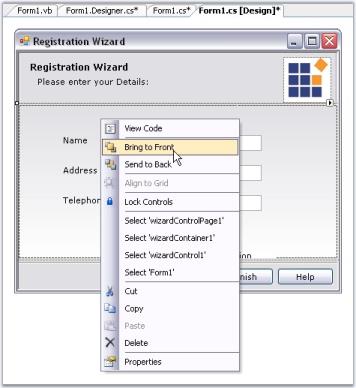 Form1.vb Form1.Designer.cs* Form1.cs* Form1.cs [Design]*
Registration Wizard
Registration Wizard
Please enter your Details:
View Code
Name
Bring to Front
Address
Send to Back
Align to Grid
Telephon
Lock Controls
Select 'wizardControlPage1'
Select 'wizardContainer1'
Select 'wizardControl1'
Select 'Form1'
nish Help
Cut
Copy
Paste
Delete
Properties